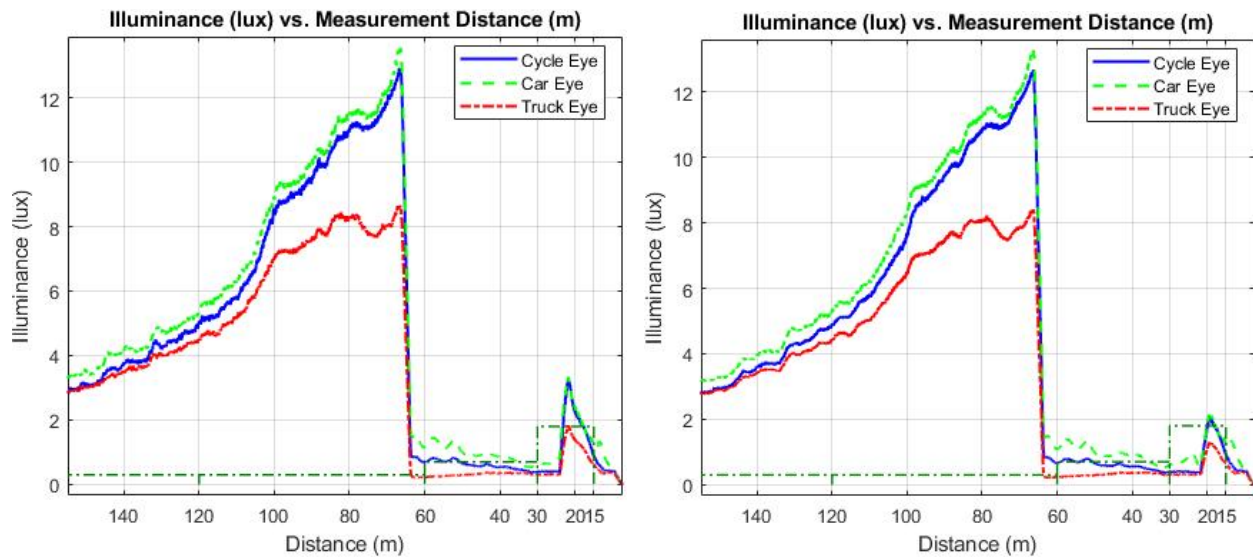 Illuminance (lux) vs. Measurement Distance (m)
Cycle Eye
Car Eye
Truck Eye
12
10
8
6
4
2
0
Illuminance (lux)
140 120 100 80 60 40 30 2015
Distance (m)
Illuminance (lux) vs. Measurement Distance (m)
Cycle Eye
Car Eye
Truck Eye
12
10
8
6
4
2
0
Illuminance (lux)
140 120 100 80 60 40 30 2015
Distance (m)